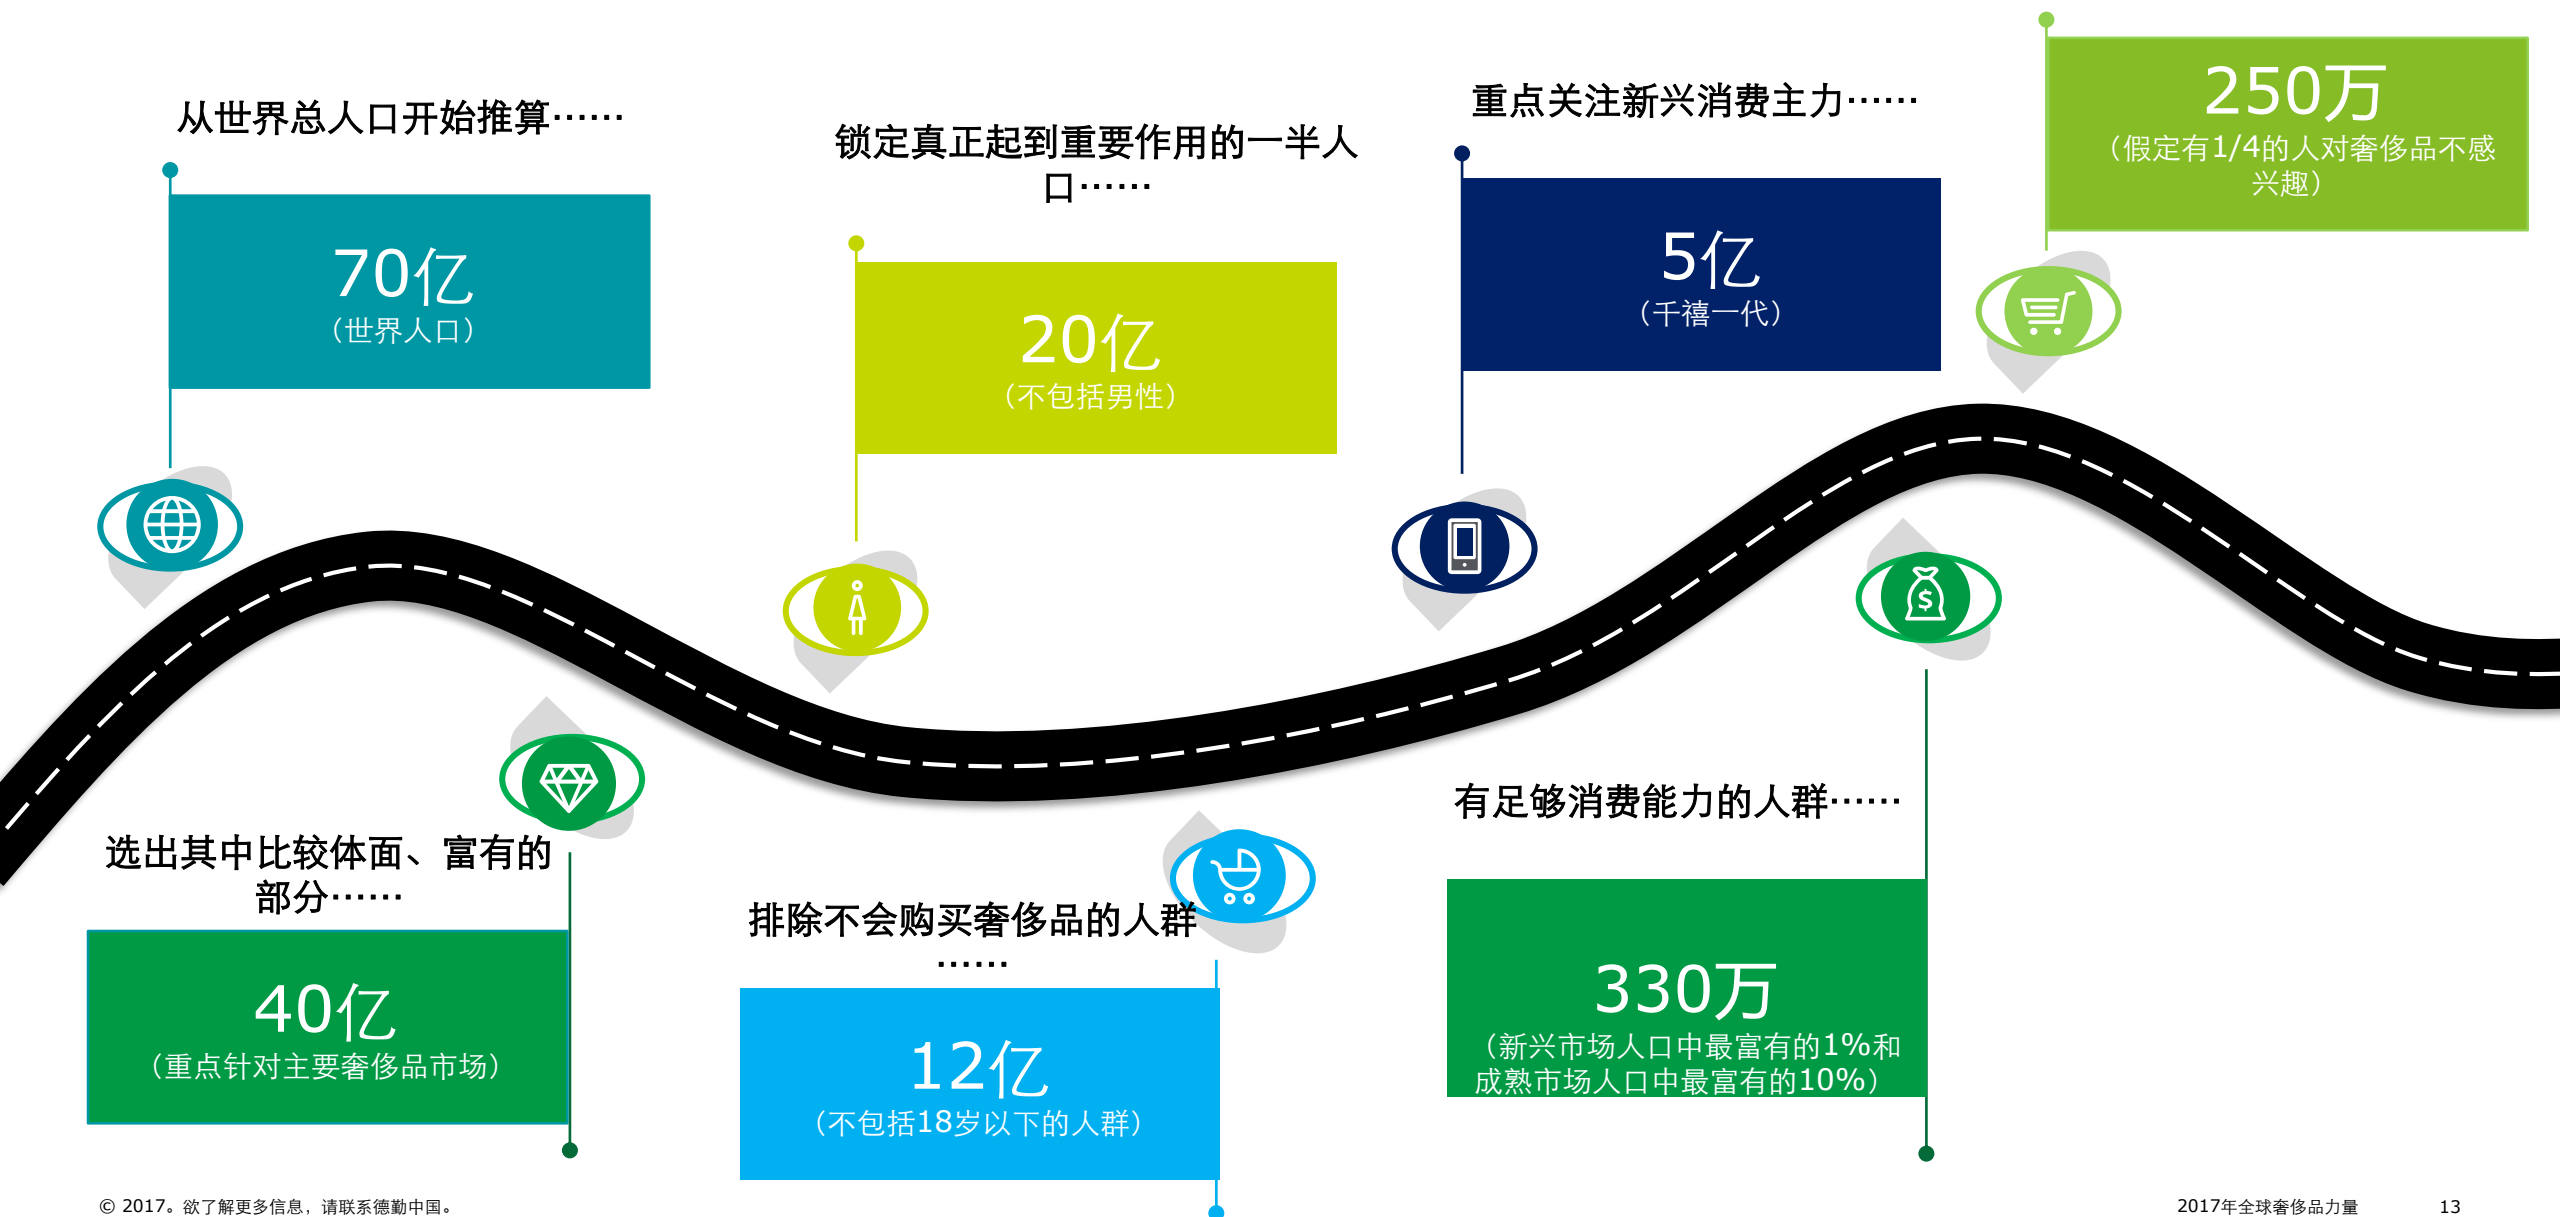 从世界总人口开始推算……
70亿
（世界人口）
选出其中比较体面、富有的
部分……
40亿
（重点针对主要奢侈品市场）
锁定真正起到重要作用的一半人
口……
20亿
（不包括男性）
排除不会购买奢侈品的人群
……
12亿
（不包括18岁以下的人群）
重点关注新兴消费主力……
5亿
（千禧一代）
有足够消费能力的人群……
330万
（新兴市场人口中最富有的1%和
成熟市场人口中最富有的10%）
250万
（假定有1/4的人对奢侈品不感
兴趣）
© 2017。欲了解更多信息，请联系德勤中国。
2017年全球奢侈品力量 13